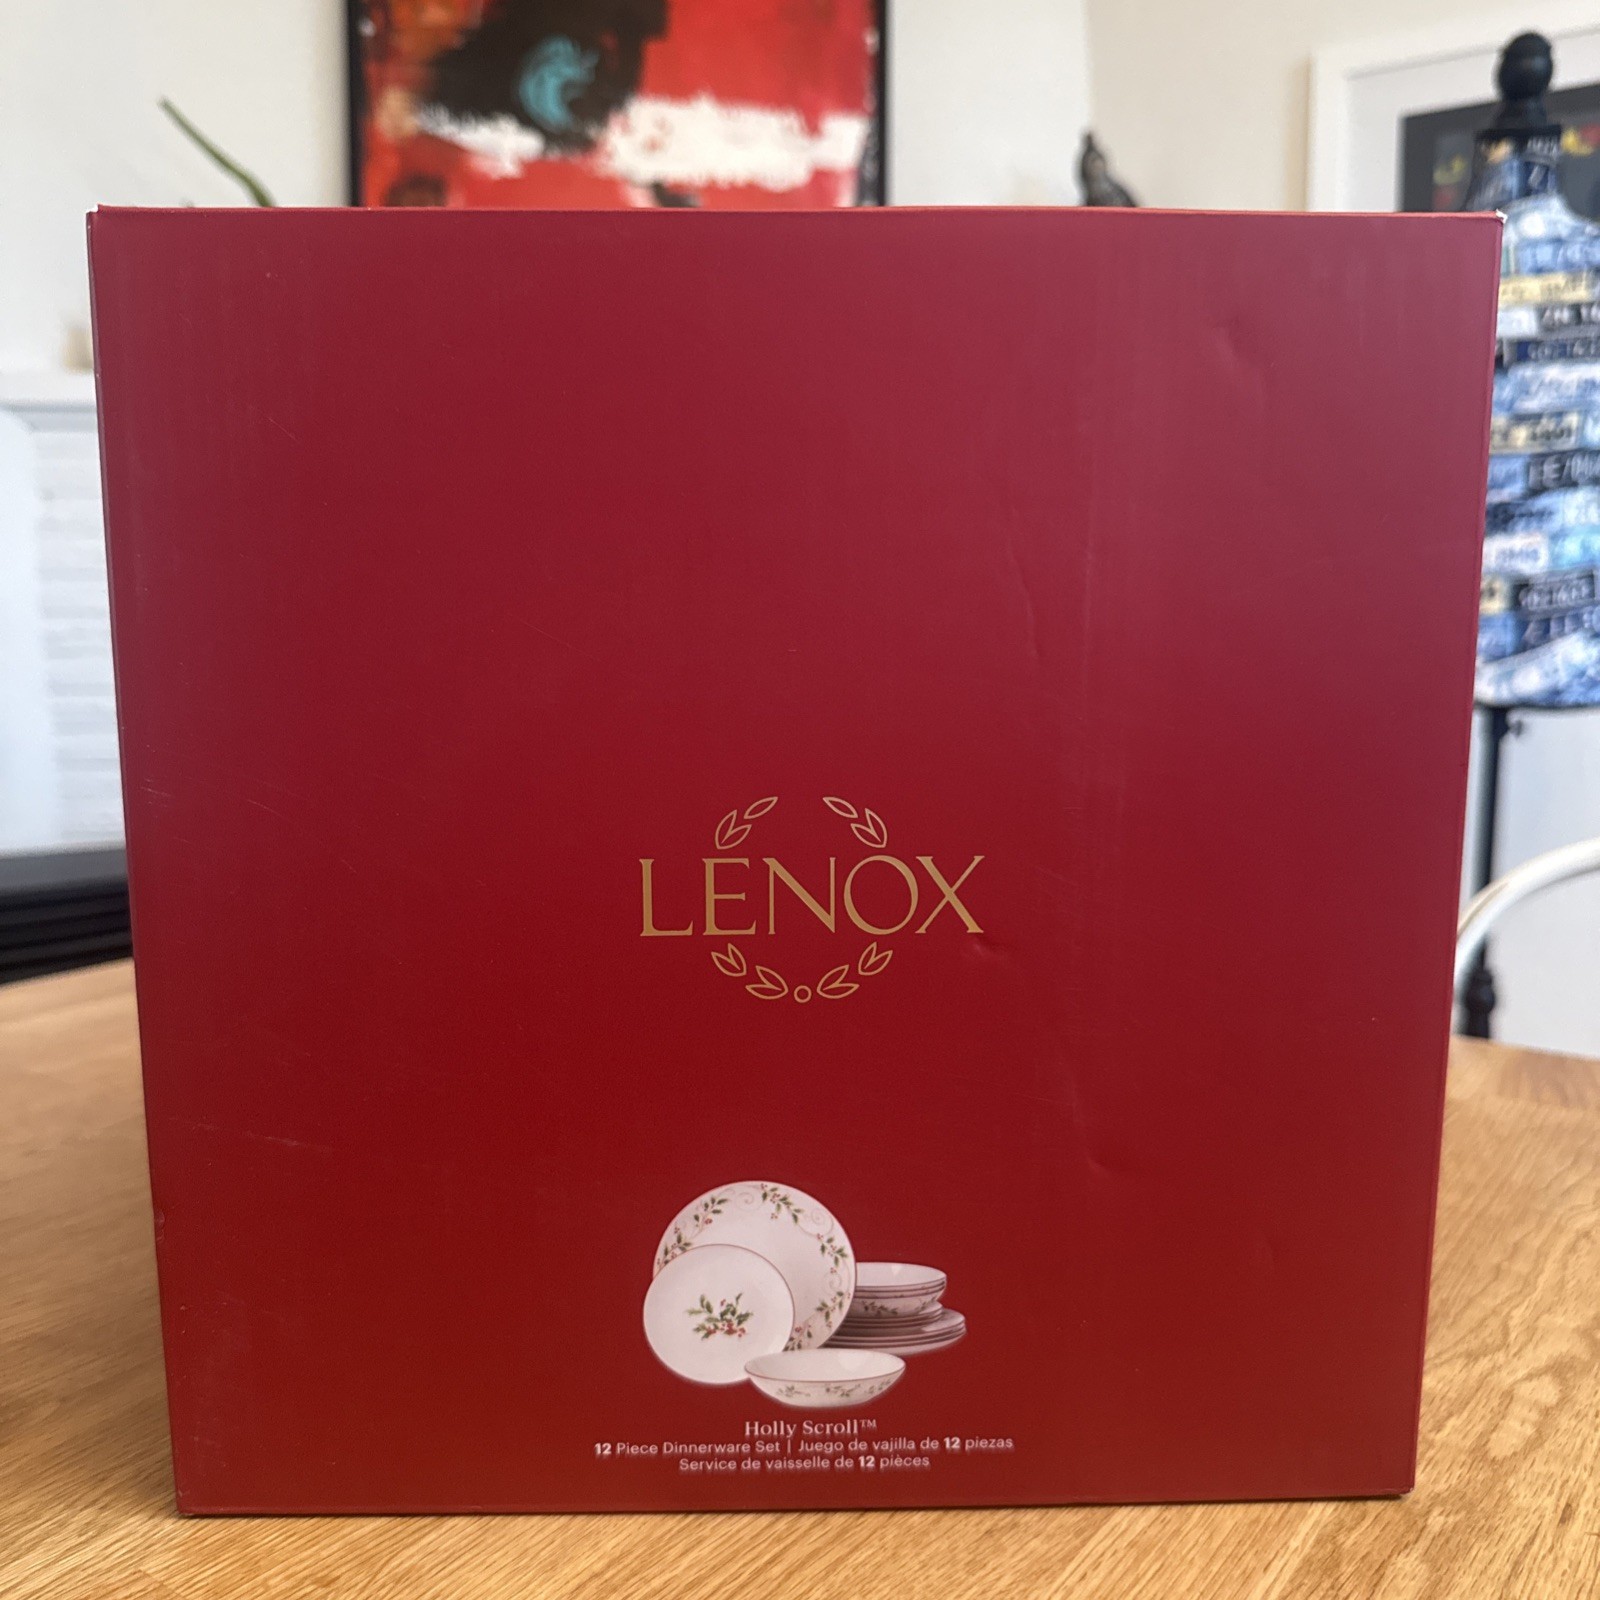 LENOX
Holly Scroll™
12 Piece Dinnerware Set | Juego de vajilla de 12 piezas
Service de vaisselle de 12 pièces